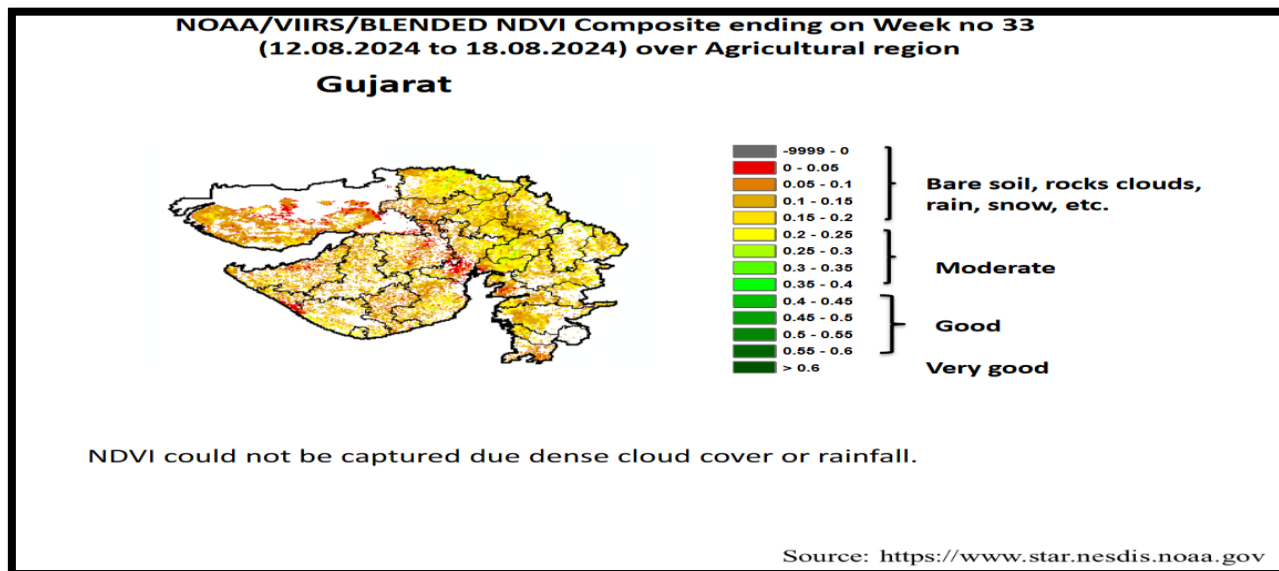 NOAA/VIIRS/BLENDED NDVI Composite ending on Week no 33
(12.08.2024 to 18.08.2024) over Agricultural region
Gujarat
-9999 - 0
0 - 0.05
0.05 - 0.1
0.1 - 0.15
0.15 - 0.2
0.2 - 0.25
0.25 - 0.3
0.3 - 0.35
0.35 - 0.4
0.4 - 0.45
0.45 - 0.5
0.5 - 0.55
0.55 - 0.6
> 0.6
Bare soil, rocks clouds,
rain, snow, etc.
Moderate
Good
Very good
NDVI could not be captured due dense cloud cover or rainfall.
Source: https://www.star.nesdis.noaa.gov